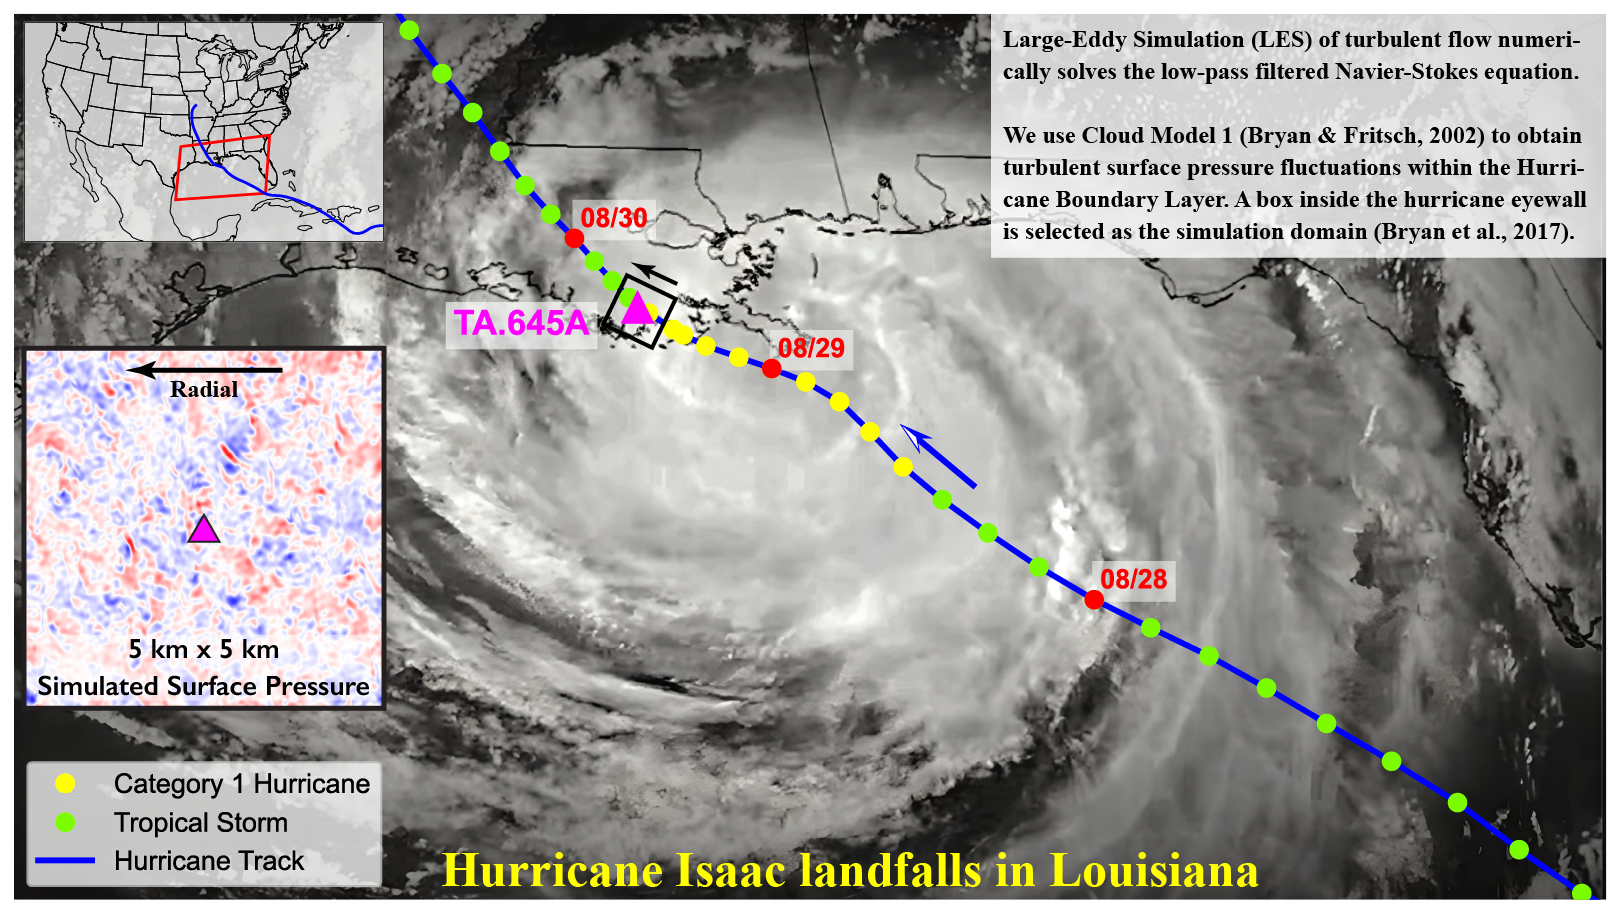 Large-Eddy Simulation (LES) of turbulent flow numeri-
cally solves the low-pass filtered Navier-Stokes equation.
We use Cloud Model 1 (Bryan & Fritsch, 2002) to obtain
turbulent surface pressure fluctuations within the Hurri-
cane Boundary Layer. A box inside the hurricane eyewall
is selected as the simulation domain (Bryan et al., 2017).
08/30
TA.645A
08/29
08/28
Radial
5 km x 5 km
Simulated Surface Pressure
Category 1 Hurricane
Tropical Storm
Hurricane Track
Hurricane Isaac landfalls in Louisiana